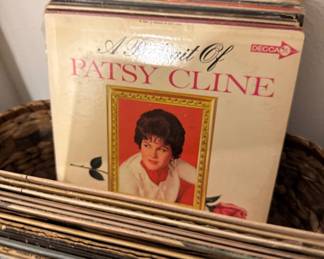 A Portrait Of
DECCA
PATSY CLINE